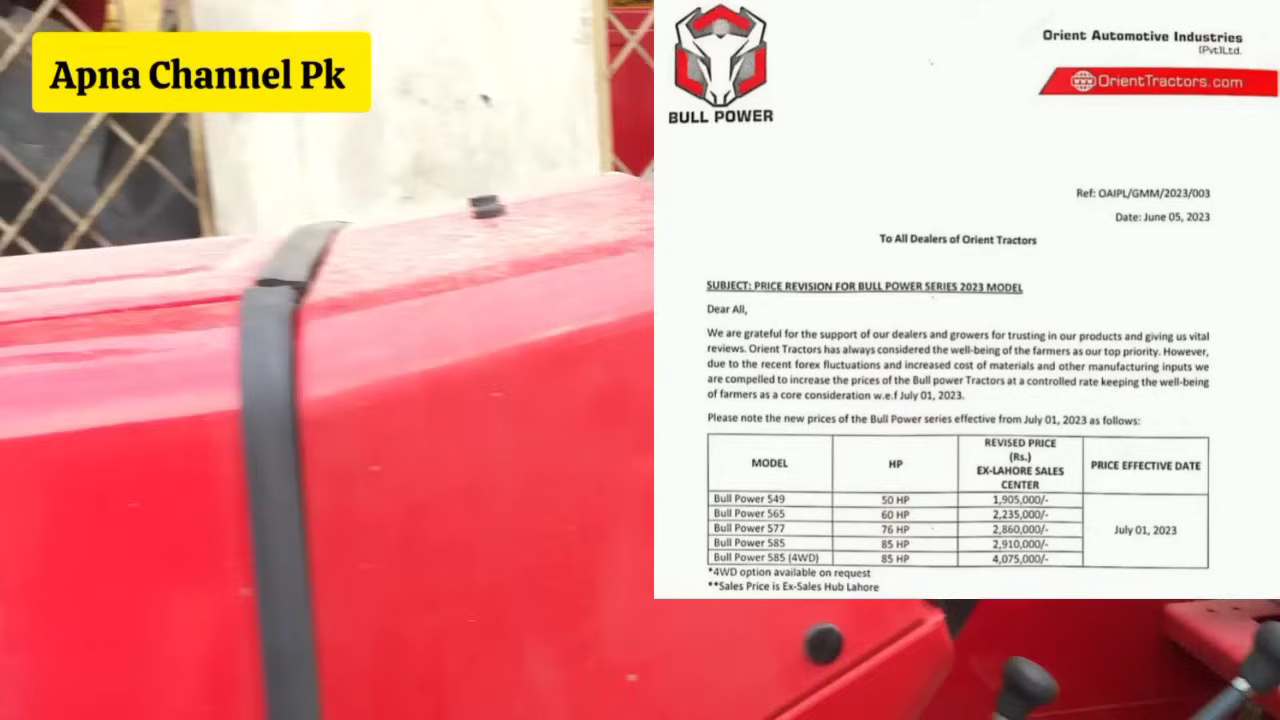 Apna Channel Pk
BULL POWER
Orient Automotive Industries
(Pvt)Ltd.
OrientTractors.com
Ref: OAIPL/GMM/2023/003
Date: June 05, 2023
To All Dealers of Orient Tractors
SUBJECT: PRICE REVISION FOR BULL POWER SERIES 2023 MODEL
Dear All,
We are grateful for the support of our dealers and growers for trusting in our products and giving us vital
reviews. Orient Tractors has always considered the well-being of the farmers as our top priority. However,
due to the recent forex fluctuations and increased cost of materials and other manufacturing inputs we
are compelled to increase the prices of the Bull power Tractors at a controlled rate keeping the well-being
of farmers as a core consideration w.e.f July 01, 2023.
Please note the new prices of the Bull Power series effective from July 01, 2023 as follows:
MODEL HP REVISED PRICE (Rs.) EX-LAHORE SALES CENTER PRICE EFFECTIVE DATE
Bull Power 549 50 HP 1,905,000/-
Bull Power 565 60 HP 2,235,000/-
Bull Power 577 76 HP 2,860,000/- July 01, 2023
Bull Power 585 85 HP 2,910,000/-
Bull Power 585 (4WD) 85 HP 4,075,000/-
*4WD option available on request
**Sales Price is Ex-Sales Hub Lahore